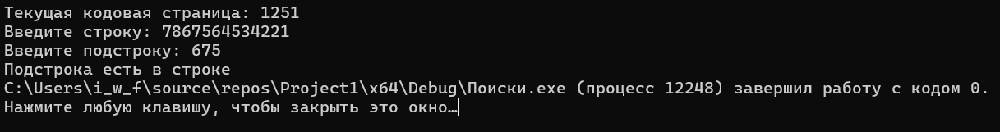 Текущая кодовая страница: 1251
Введите строку: 7867564534221
Введите подстроку: 675
Подстрока есть в строке
C:\Users\i_w_f\source\repos\Project1\x64\Debug\Поиски.exe (процесс 12248) завершил работу с кодом 0.
Нажмите любую клавишу, чтобы закрыть это окно…